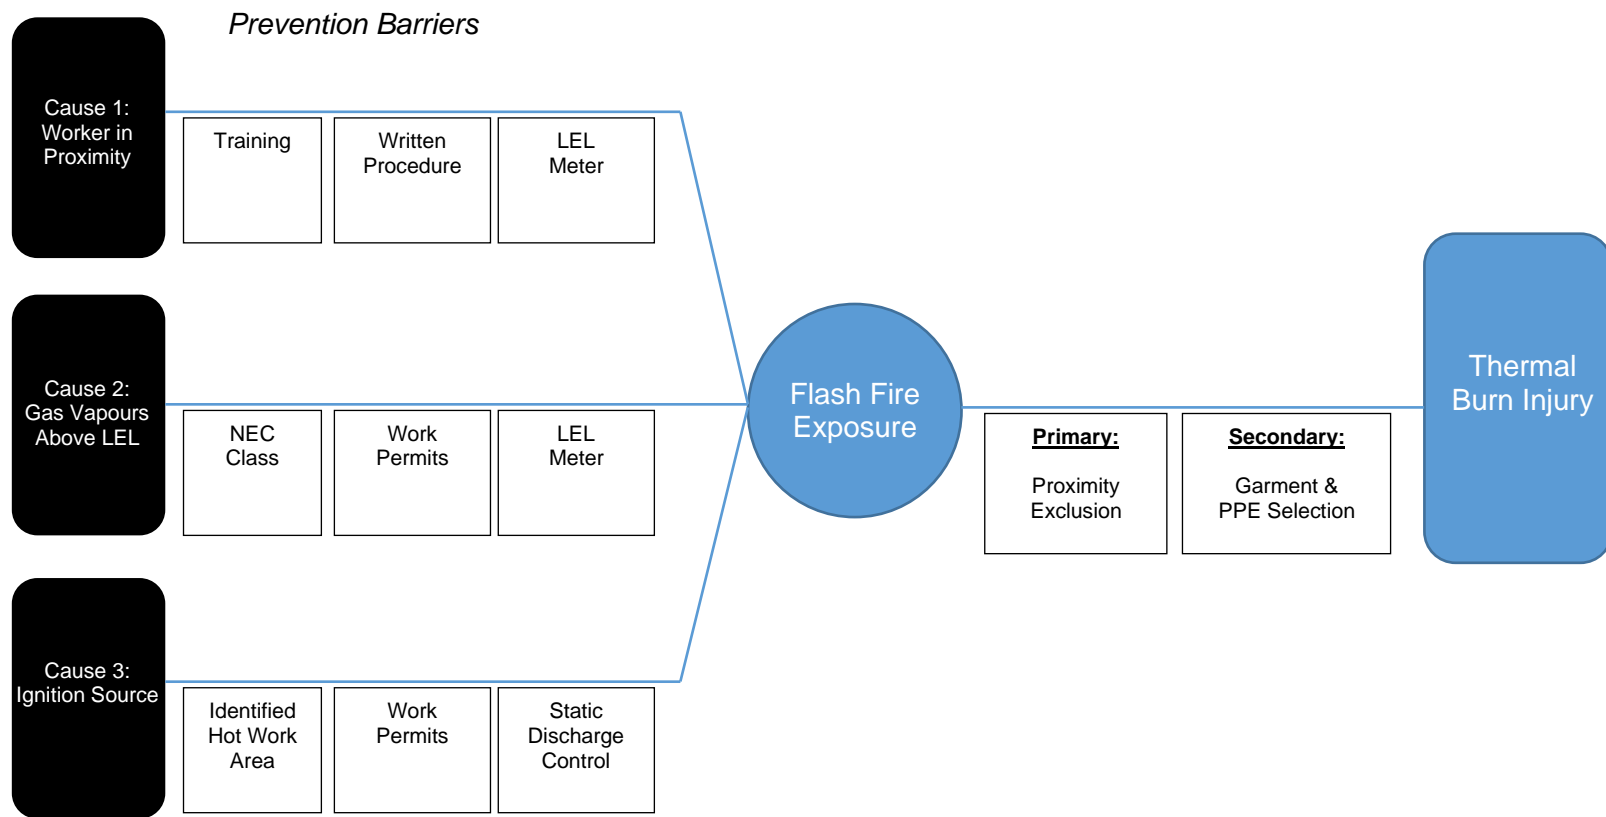 Prevention Barriers
Cause 1:
Worker in
Proximity
Training
Written
Procedure
LEL
Meter
Cause 2:
Gas Vapours
Above LEL
NEC
Class
Work
Permits
LEL
Meter
Cause 3:
Ignition Source
Identified
Hot Work
Area
Work
Permits
Static
Discharge
Control
Flash Fire
Exposure
Primary:
Proximity
Exclusion
Secondary:
Garment &
PPE Selection
Thermal
Burn Injury